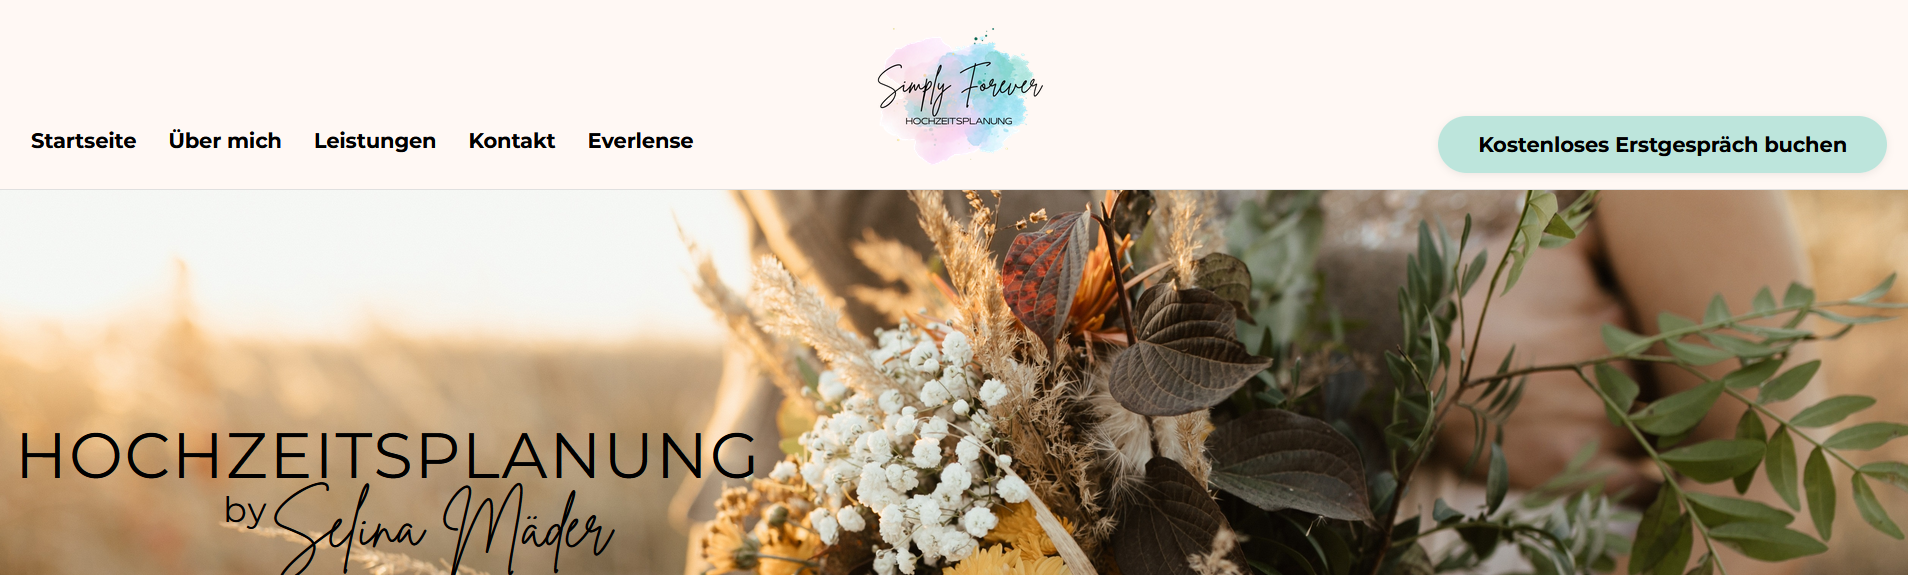 Simply Forever
HOCHZEITSPLANUNG
Startseite Über mich Leistungen Kontakt Everlense
Kostenloses Erstgespräch buchen
HOCHZEITSPLANUNG
by Selina Mäder